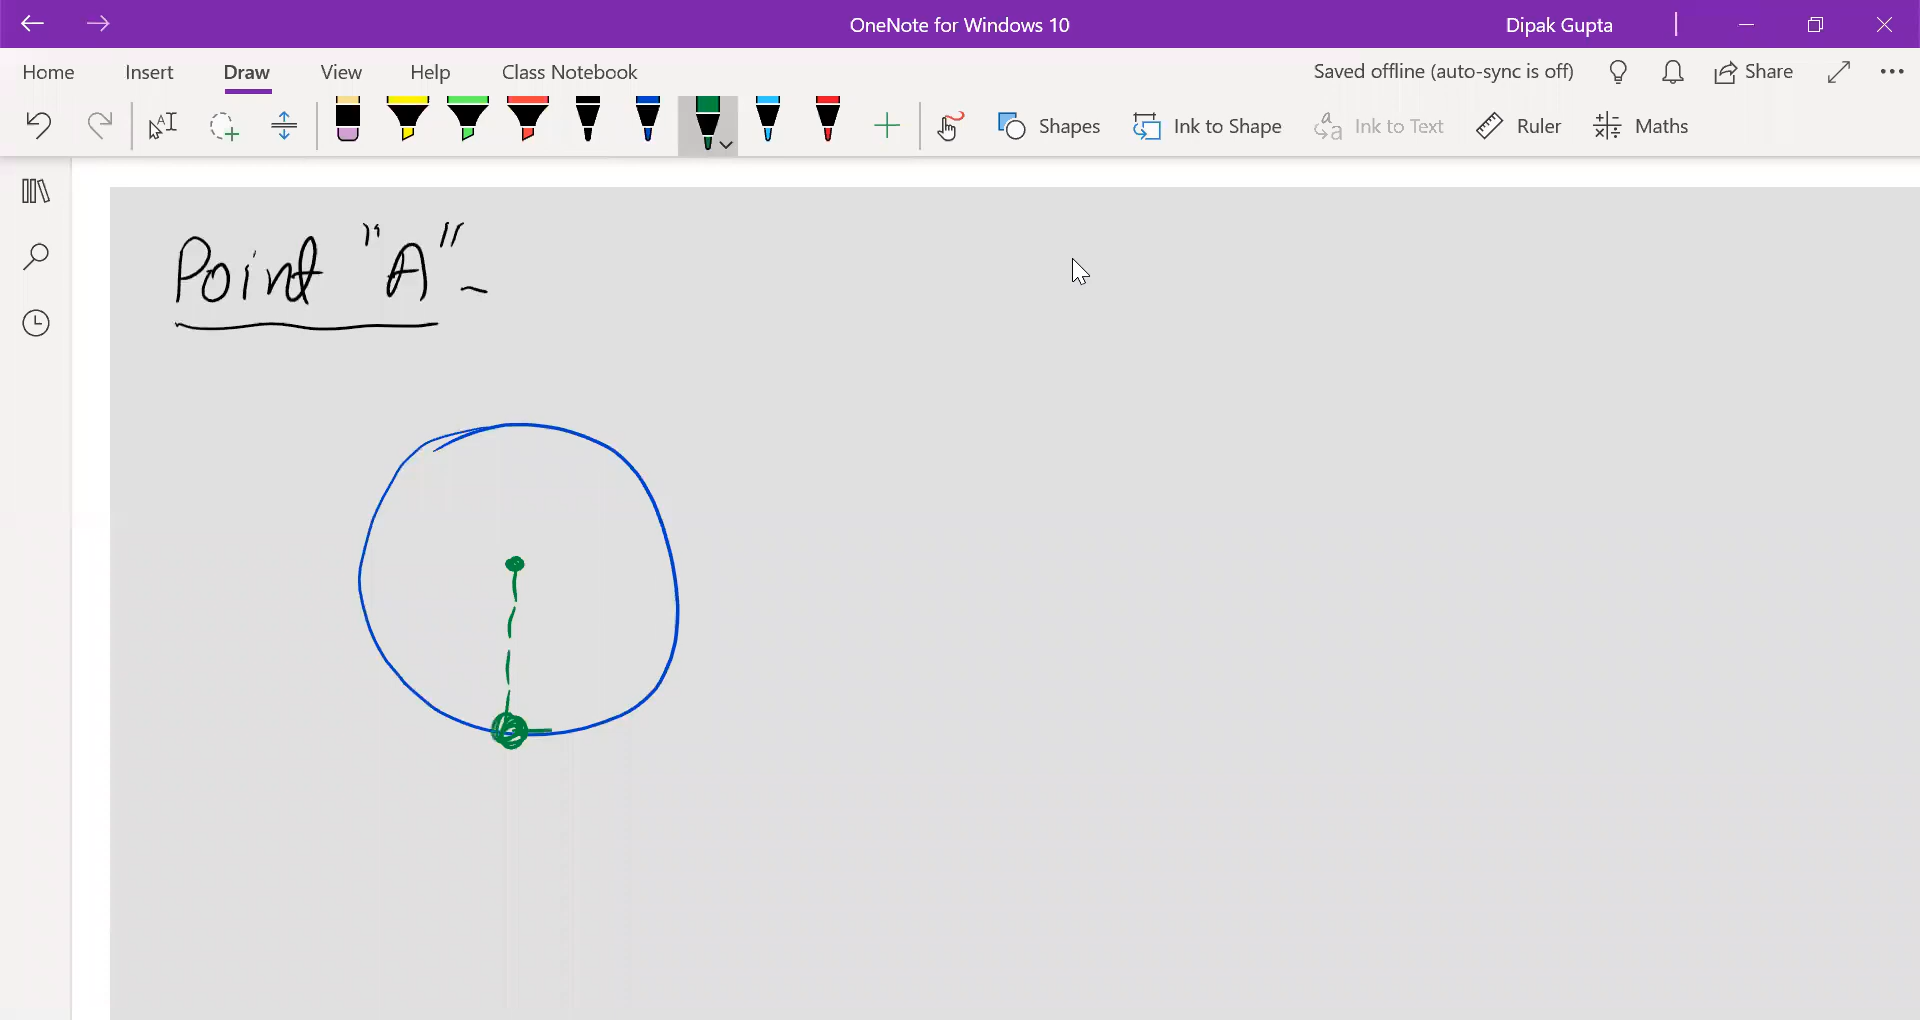 OneNote for Windows 10
Dipak Gupta
Home Insert Draw View Help Class Notebook
Saved offline (auto-sync is off) Share
Shapes Ink to Shape Ink to Text Ruler Maths
Point "A" -